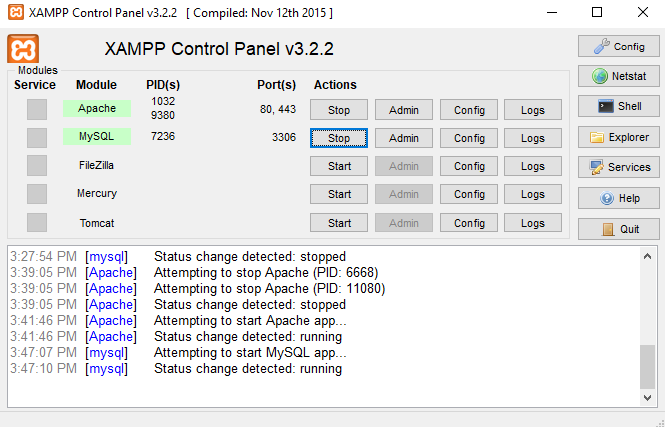 XAMPP Control Panel v3.2.2 [ Compiled: Nov 12th 2015 ]
XAMPP Control Panel v3.2.2
Config
Modules
Service Module PID(s) Port(s) Actions
Netstat
Apache 1032 9380 80, 443 Stop Admin Config Logs
Shell
MySQL 7236 3306 Stop Admin Config Logs
Explorer
FileZilla Start Admin Config Logs
Services
Mercury Start Admin Config Logs
Help
Tomcat Start Admin Config Logs
Quit
3:27:54 PM [mysql] Status change detected: stopped
3:39:05 PM [Apache] Attempting to stop Apache (PID: 6668)
3:39:05 PM [Apache] Attempting to stop Apache (PID: 11080)
3:39:05 PM [Apache] Status change detected: stopped
3:41:46 PM [Apache] Attempting to start Apache app...
3:41:46 PM [Apache] Status change detected: running
3:47:07 PM [mysql] Attempting to start MySQL app...
3:47:10 PM [mysql] Status change detected: running